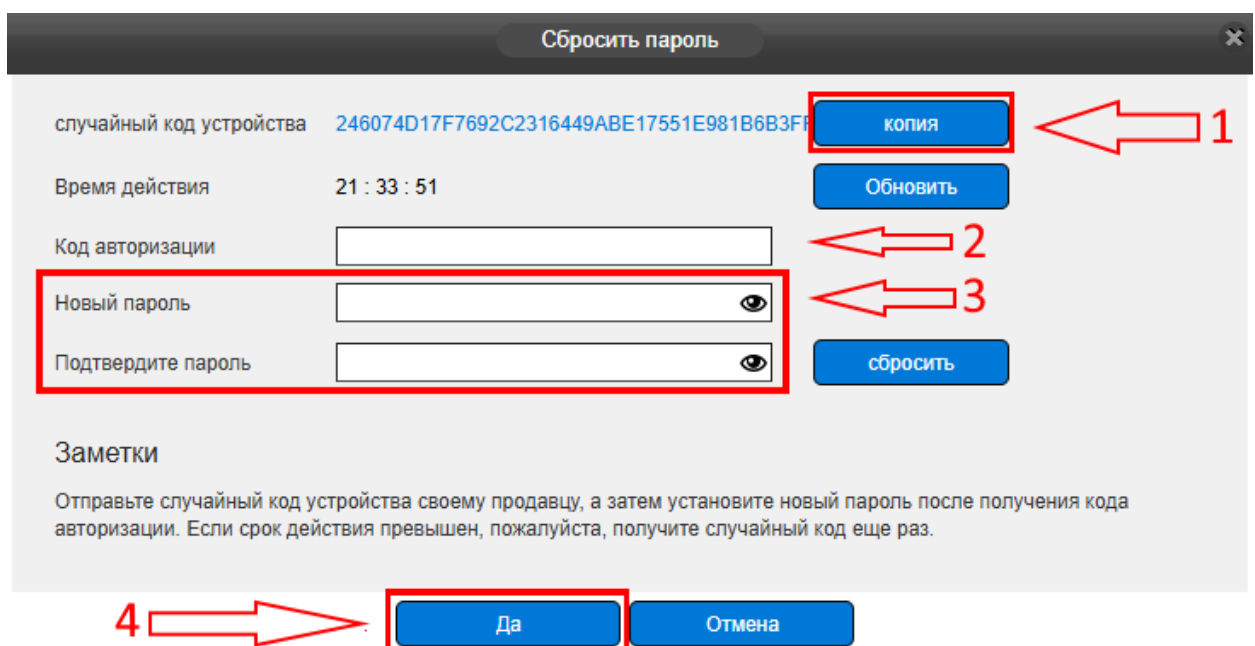 Сбросить пароль
случайный код устройства 246074D17F7692C2316449ABE17551E981B6B3FF копия 1
Время действия 21 : 33 : 51 Обновить
Код авторизации 2
Новый пароль 3
Подтвердите пароль сбросить
Заметки
Отправьте случайный код устройства своему продавцу, а затем установите новый пароль после получения кода
авторизации. Если срок действия превышен, пожалуйста, получите случайный код еще раз.
4 Да Отмена